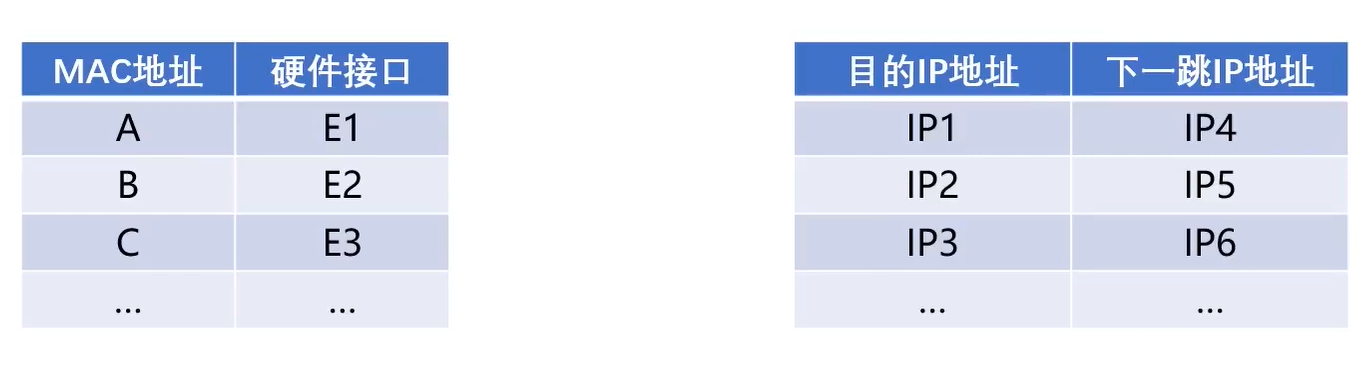 MAC地址 硬件接口
A E1
B E2
C E3
... ...
目的IP地址 下一跳IP地址
IP1 IP4
IP2 IP5
IP3 IP6
... ...